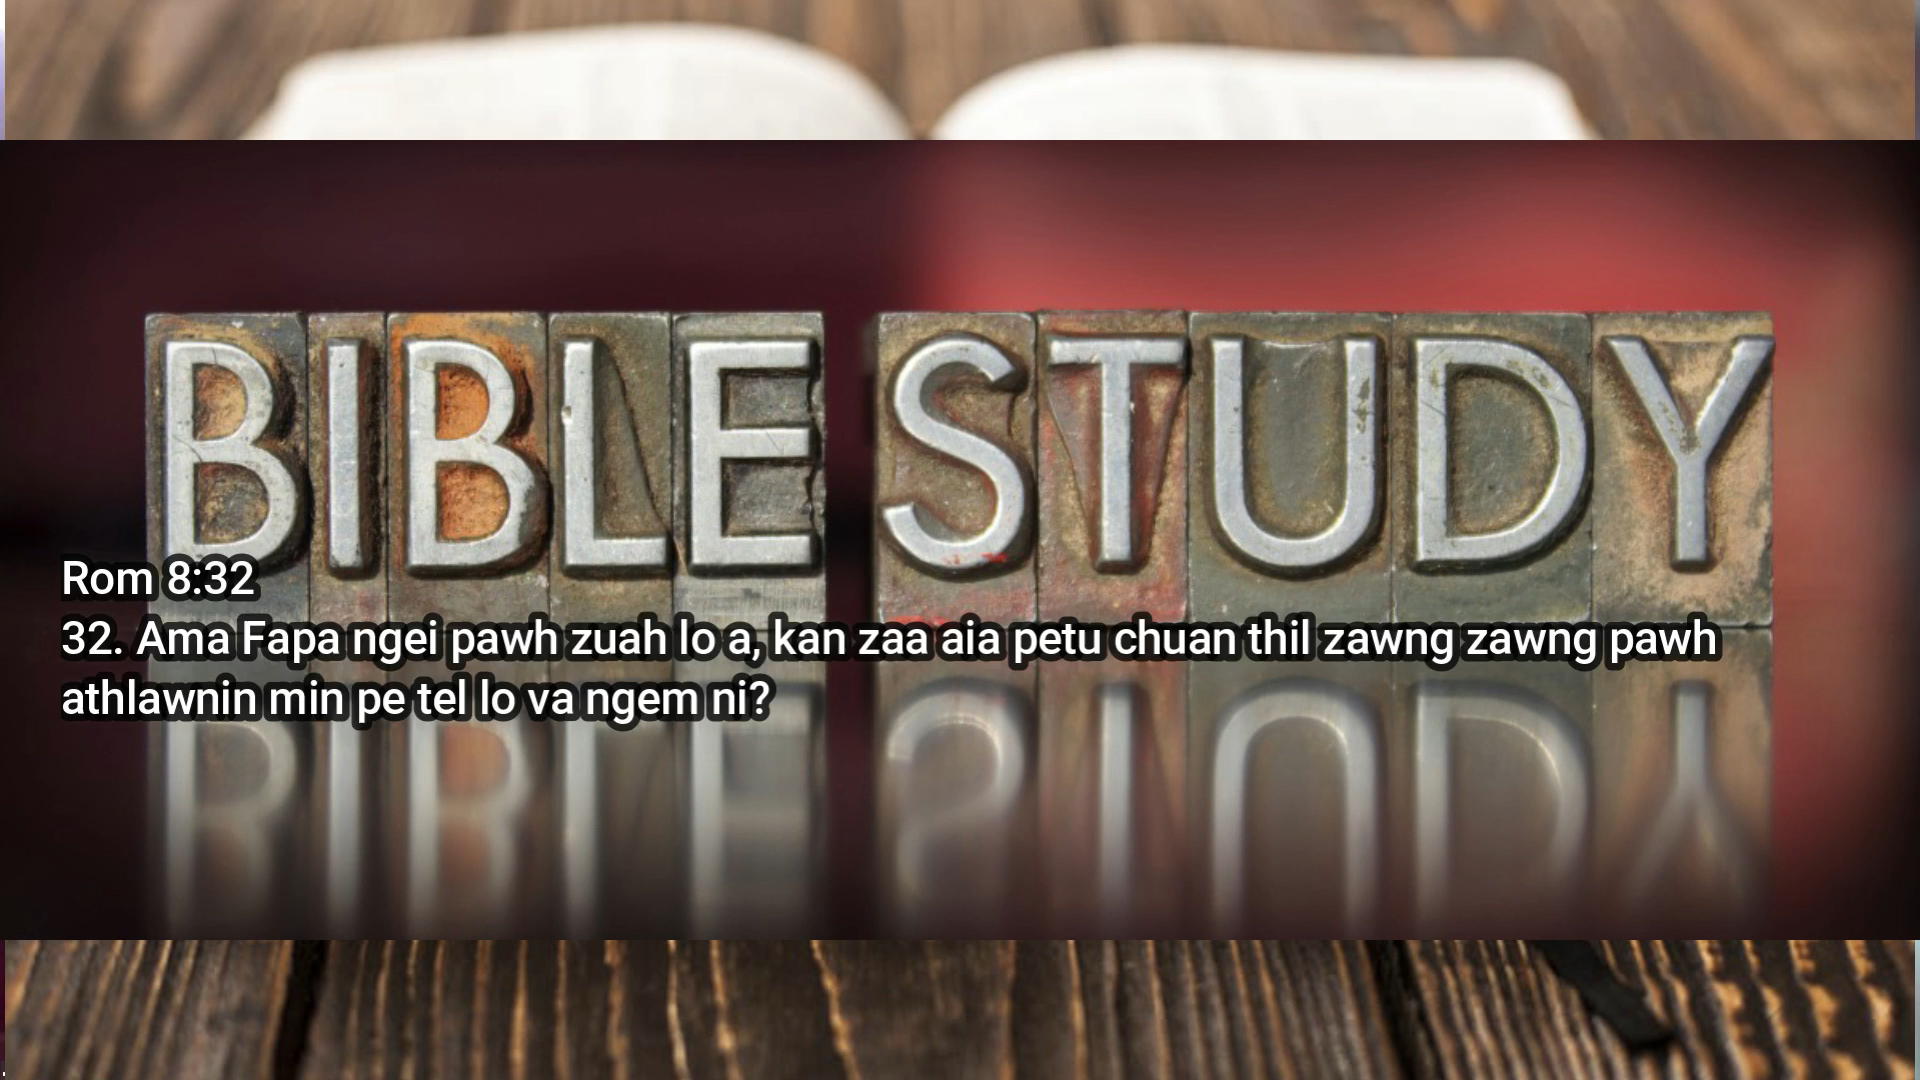 BIBLE STUDY
Rom 8:32
32. Ama Fapa ngei pawh zuah lo a, kan zaa aia petu chuan thil zawng zawng pawh
athlawnin min pe tel lo va ngem ni?